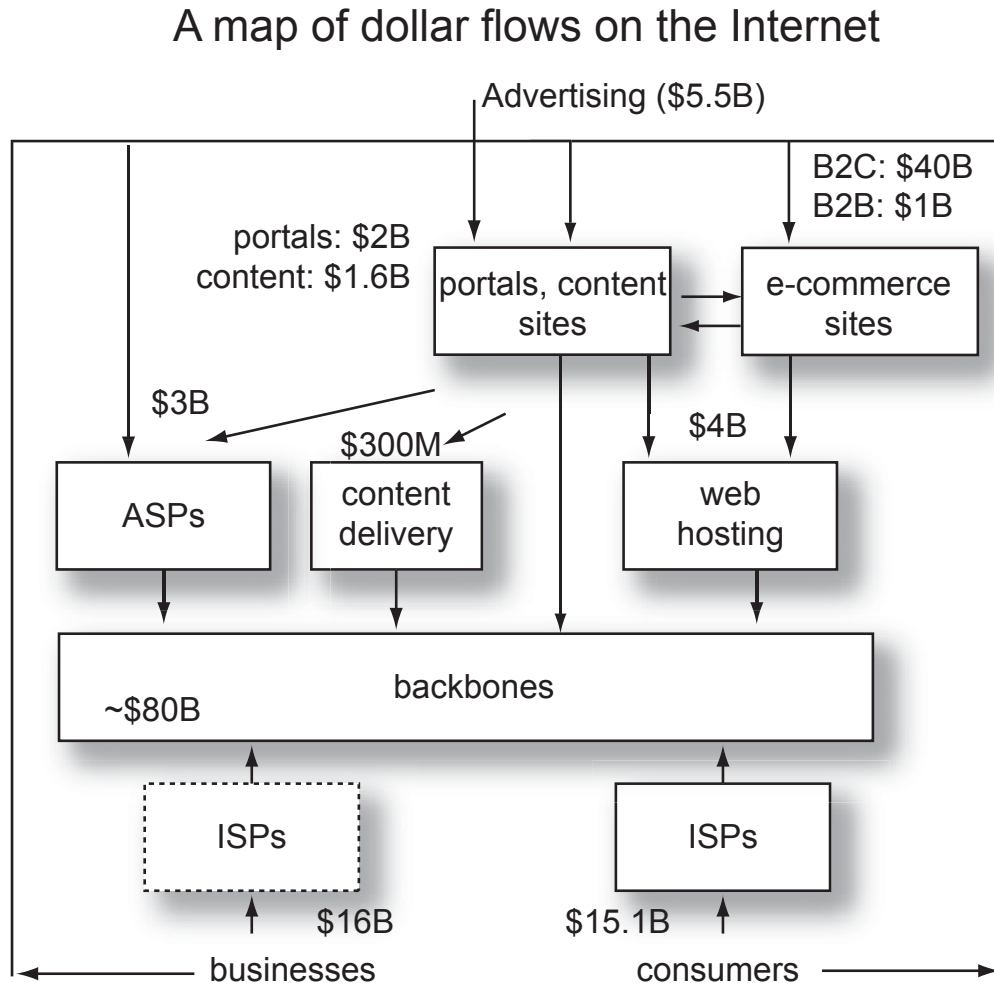 A map of dollar flows on the Internet
Advertising ($5.5B)
B2C: $40B
B2B: $1B
portals: $2B
content: $1.6B
portals, content
sites
e-commerce
sites
$3B
$300M
$4B
ASPs
content
delivery
web
hosting
backbones
~$80B
ISPs
ISPs
$16B
$15.1B
businesses
consumers